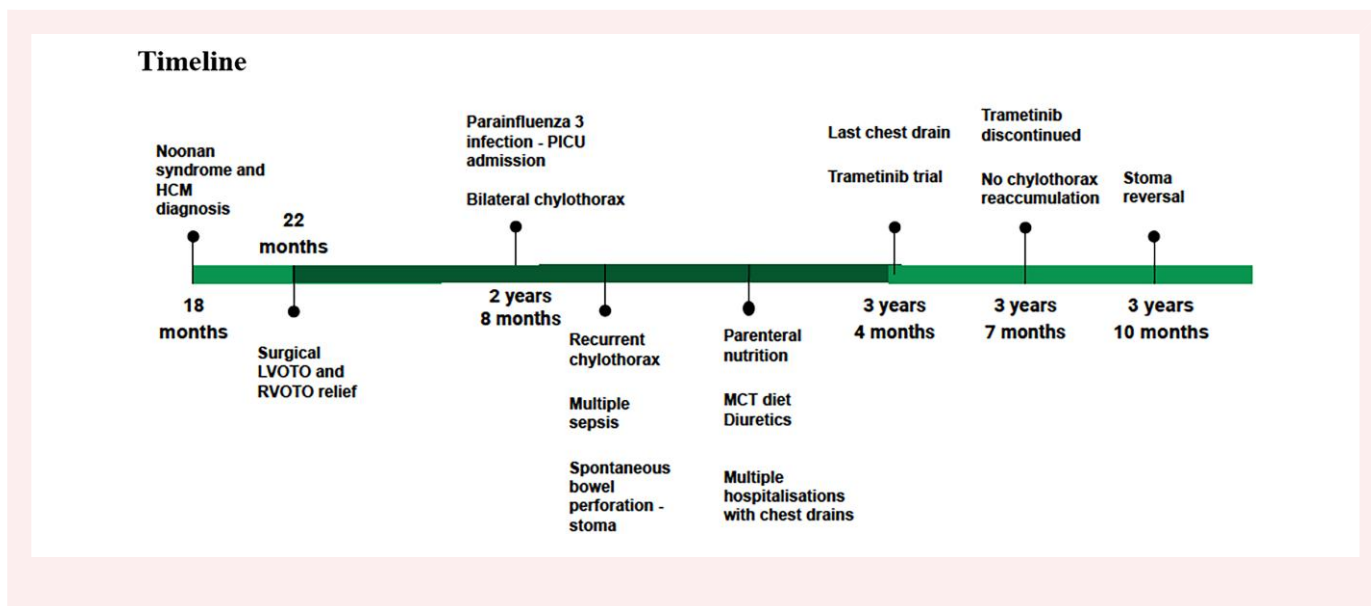 Timeline
Noonan
syndrome and
HCM
diagnosis
18
months
22
months
Surgical
LVOTO and
RVOTO relief
Parainfluenza 3
infection - PICU
admission
Bilateral chylothorax
2 years
8 months
Recurrent
chylothorax
Multiple
sepsis
Spontaneous
bowel
perforation -
stoma
Parenteral
nutrition
MCT diet
Diuretics
Multiple
hospitalisations
with chest drains
Last chest drain
Trametinib trial
3 years
4 months
Trametinib
discontinued
No chylothorax
reaccumulation
3 years
7 months
Stoma
reversal
3 years
10 months